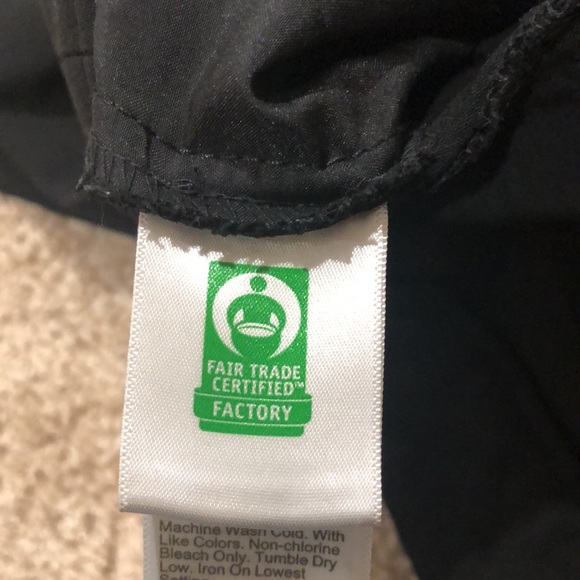 FAIR TRADE
CERTIFIED™
FACTORY
Machine Wash Cold. With
Like Colors. Non-chlorine
Bleach Only. Tumble Dry
Low. Iron On Lowest